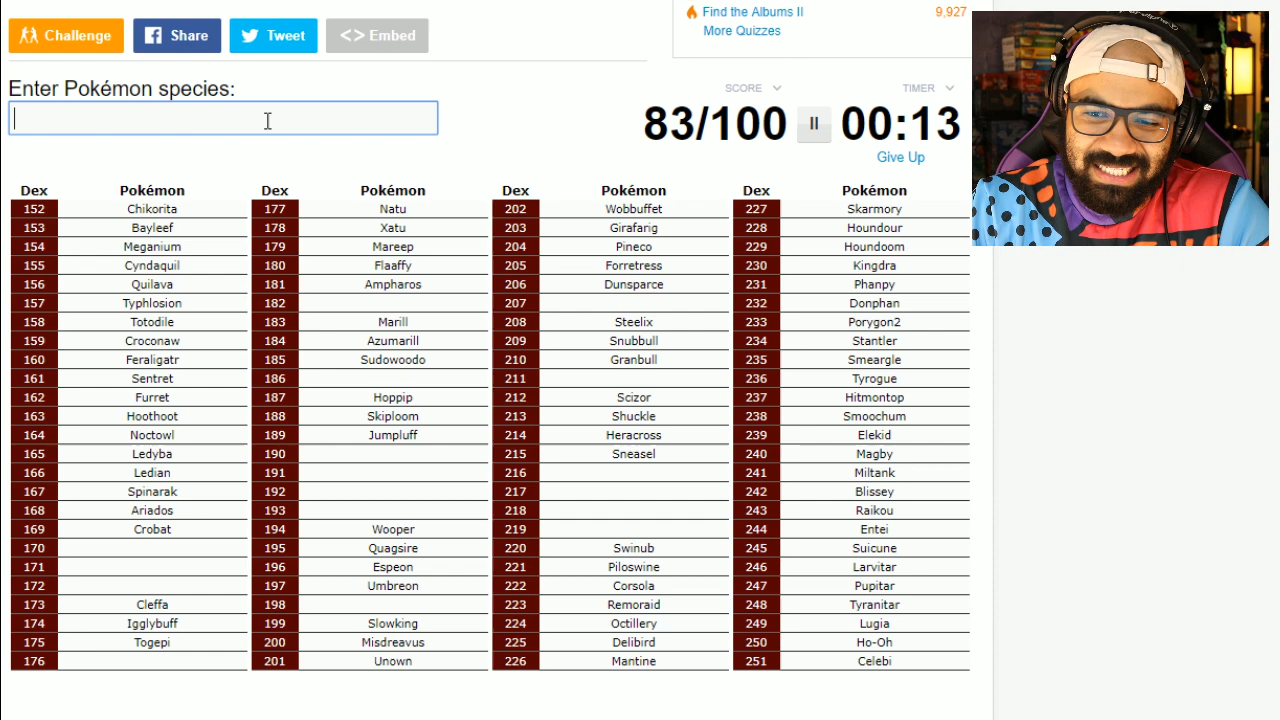 Find the Albums II 9,927
More Quizzes
Challenge Share Tweet <> Embed
Enter Pokémon species:
SCORE TIMER
83/100 00:13
Give Up
Dex Pokémon Dex Pokémon Dex Pokémon Dex Pokémon
152 Chikorita 177 Natu 202 Wobbuffet 227 Skarmory
153 Bayleef 178 Xatu 203 Girafarig 228 Houndour
154 Meganium 179 Mareep 204 Pineco 229 Houndoom
155 Cyndaquil 180 Flaaffy 205 Forretress 230 Kingdra
156 Quilava 181 Ampharos 206 Dunsparce 231 Phanpy
157 Typhlosion 182 207 232 Donphan
158 Totodile 183 Marill 208 Steelix 233 Porygon2
159 Croconaw 184 Azumarill 209 Snubbull 234 Stantler
160 Feraligatr 185 Sudowoodo 210 Granbull 235 Smeargle
161 Sentret 186 211 236 Tyrogue
162 Furret 187 Hoppip 212 Scizor 237 Hitmontop
163 Hoothoot 188 Skiploom 213 Shuckle 238 Smoochum
164 Noctowl 189 Jumpluff 214 Heracross 239 Elekid
165 Ledyba 190 215 Sneasel 240 Magby
166 Ledian 191 216 241 Miltank
167 Spinarak 192 217 242 Blissey
168 Ariados 193 218 243 Raikou
169 Crobat 194 Wooper 219 244 Entei
170 195 Quagsire 220 Swinub 245 Suicune
171 196 Espeon 221 Piloswine 246 Larvitar
172 197 Umbreon 222 Corsola 247 Pupitar
173 Cleffa 198 223 Remoraid 248 Tyranitar
174 Igglybuff 199 Slowking 224 Octillery 249 Lugia
175 Togepi 200 Misdreavus 225 Delibird 250 Ho-Oh
176 201 Unown 226 Mantine 251 Celebi